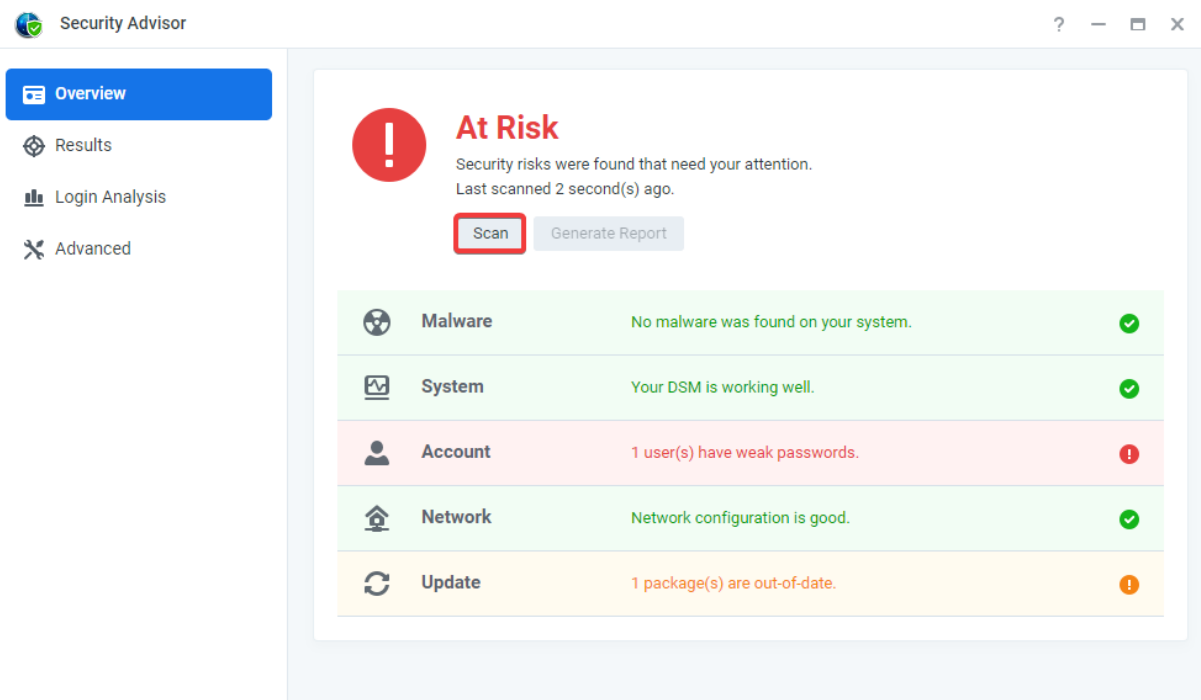 Security Advisor
?
Overview
Results
Login Analysis
Advanced
At Risk
Security risks were found that need your attention.
Last scanned 2 second(s) ago.
Scan Generate Report
Malware No malware was found on your system.
System Your DSM is working well.
Account 1 user(s) have weak passwords.
Network Network configuration is good.
Update 1 package(s) are out-of-date.